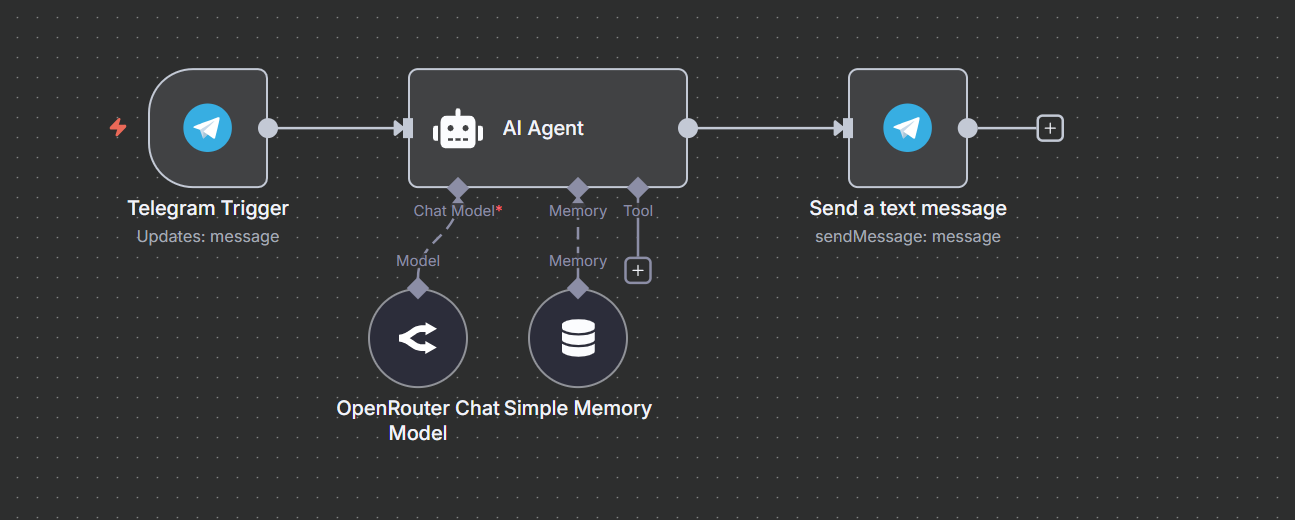 AI Agent
Telegram Trigger
Updates: message
Chat Model*
Memory
Tool
Send a text message
sendMessage: message
Model
Memory
OpenRouter Chat
Model
Simple Memory